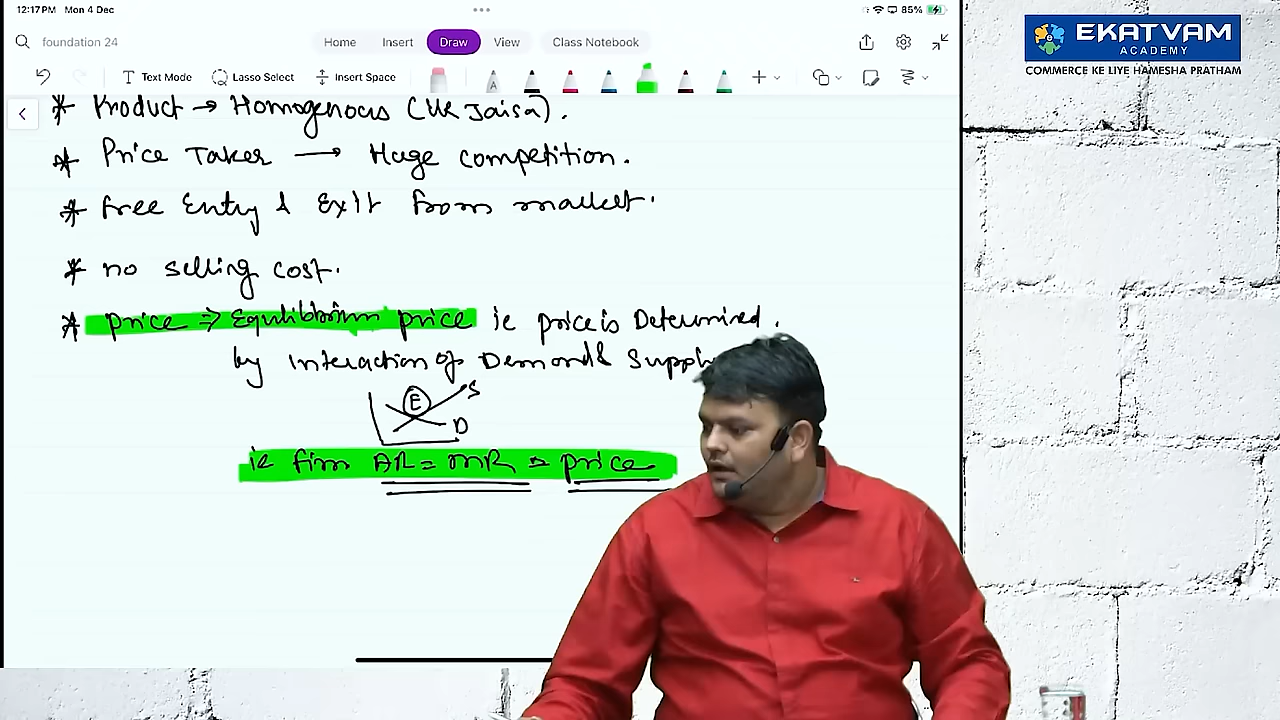 12:17 PM Mon 4 Dec
85%
foundation 24
Home Insert Draw View Class Notebook
Text Mode Lasso Select Insert Space
* Product → Homogenous (Uk Jaisa).
* Price Taker → Huge competition.
* free Entry & Exit from market.
* no selling cost.
* price ⇒ Equilibrium price ie price is Determined.
by Interaction of Demand & Supply
E
S
D
ie firm AR = MR = price
EKATVAM
ACADEMY
COMMERCE KE LIYE HAMESHA PRATHAM